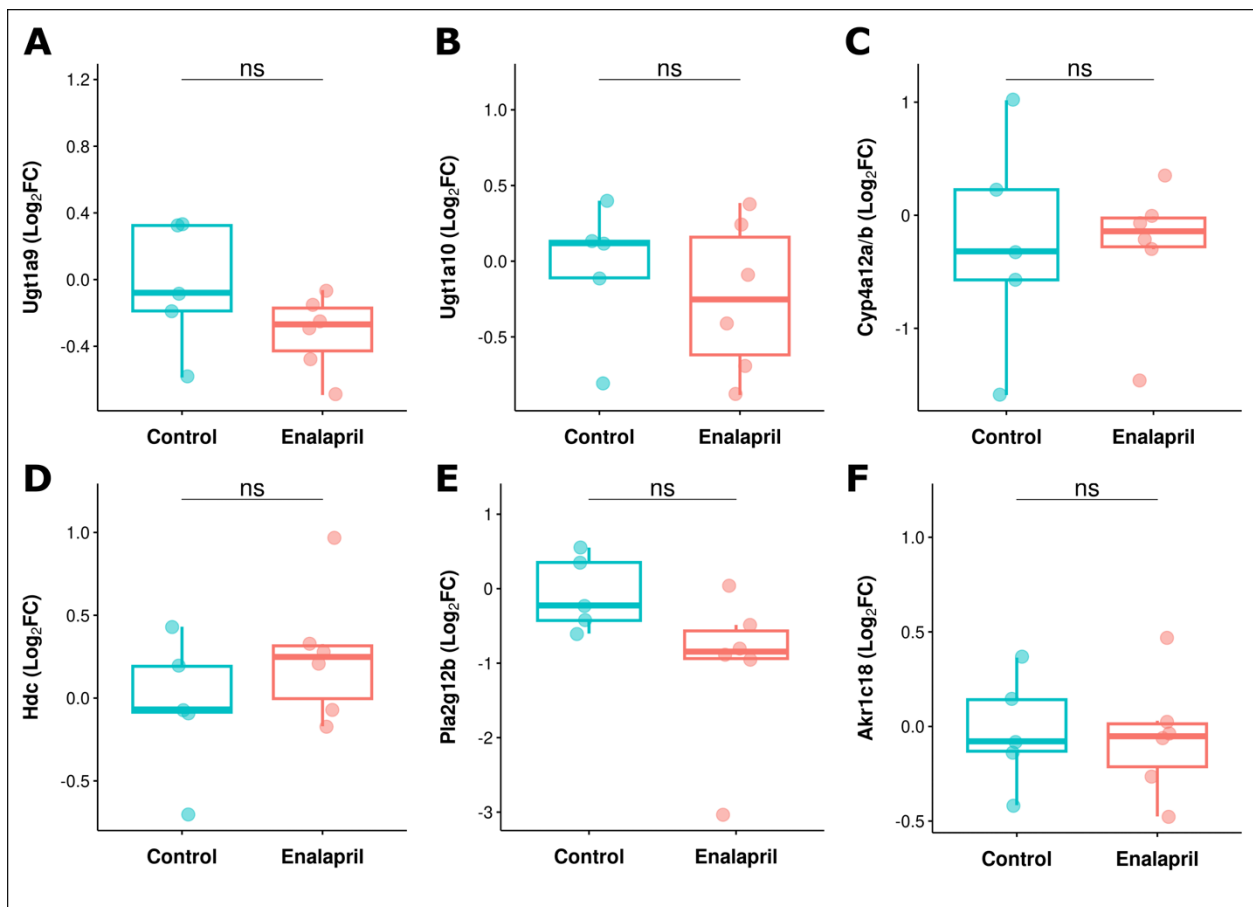 A
ns
Ugt1a9 (Log₂FC)
1.2
0.8
0.4
0.0
-0.4
Control Enalapril
B
ns
Ugt1a10 (Log₂FC)
1.0
0.5
0.0
-0.5
Control Enalapril
C
ns
Cyp4a12a/b (Log₂FC)
1
0
-1
Control Enalapril
D
ns
Hdc (Log₂FC)
1.0
0.5
0.0
-0.5
Control Enalapril
E
ns
Pla2g12b (Log₂FC)
1
0
-1
-2
-3
Control Enalapril
F
ns
Akr1c18 (Log₂FC)
1.0
0.5
0.0
-0.5
Control Enalapril